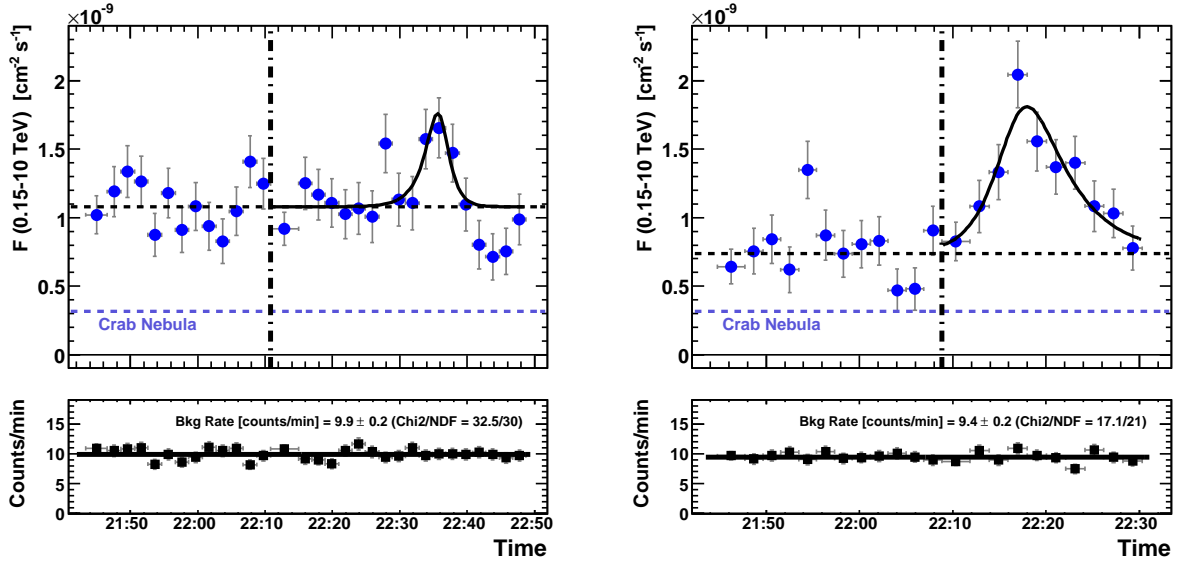 ×10⁻⁹
F (0.15-10 TeV) [cm⁻² s⁻¹]
2
1.5
1
0.5
0
Crab Nebula
Counts/min
15
10
5
0
Bkg Rate [counts/min] = 9.9 ± 0.2 (Chi2/NDF = 32.5/30)
21:50 22:00 22:10 22:20 22:30 22:40 22:50
Time
×10⁻⁹
F (0.15-10 TeV) [cm⁻² s⁻¹]
2
1.5
1
0.5
0
Crab Nebula
Counts/min
15
10
5
0
Bkg Rate [counts/min] = 9.4 ± 0.2 (Chi2/NDF = 17.1/21)
21:50 22:00 22:10 22:20 22:30
Time